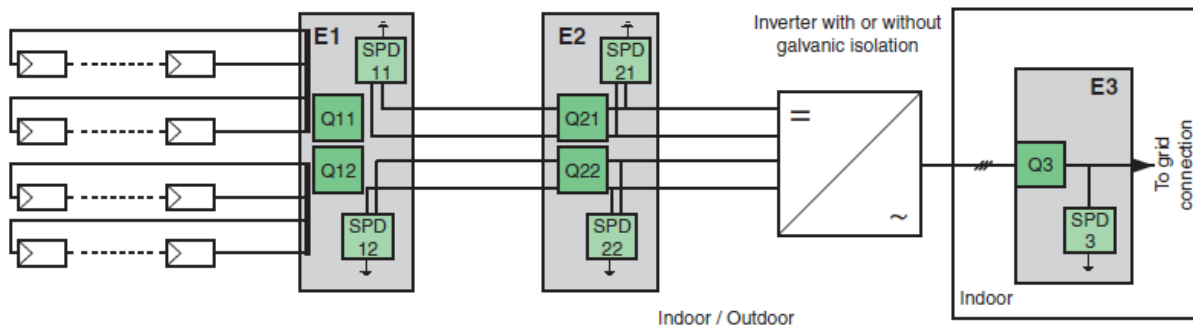 E1
SPD
11
Q11
Q12
SPD
12
E2
SPD
21
Q21
Q22
SPD
22
Inverter with or without
galvanic isolation
=
~
E3
Q3
SPD
3
To grid
connection
Indoor
Indoor / Outdoor